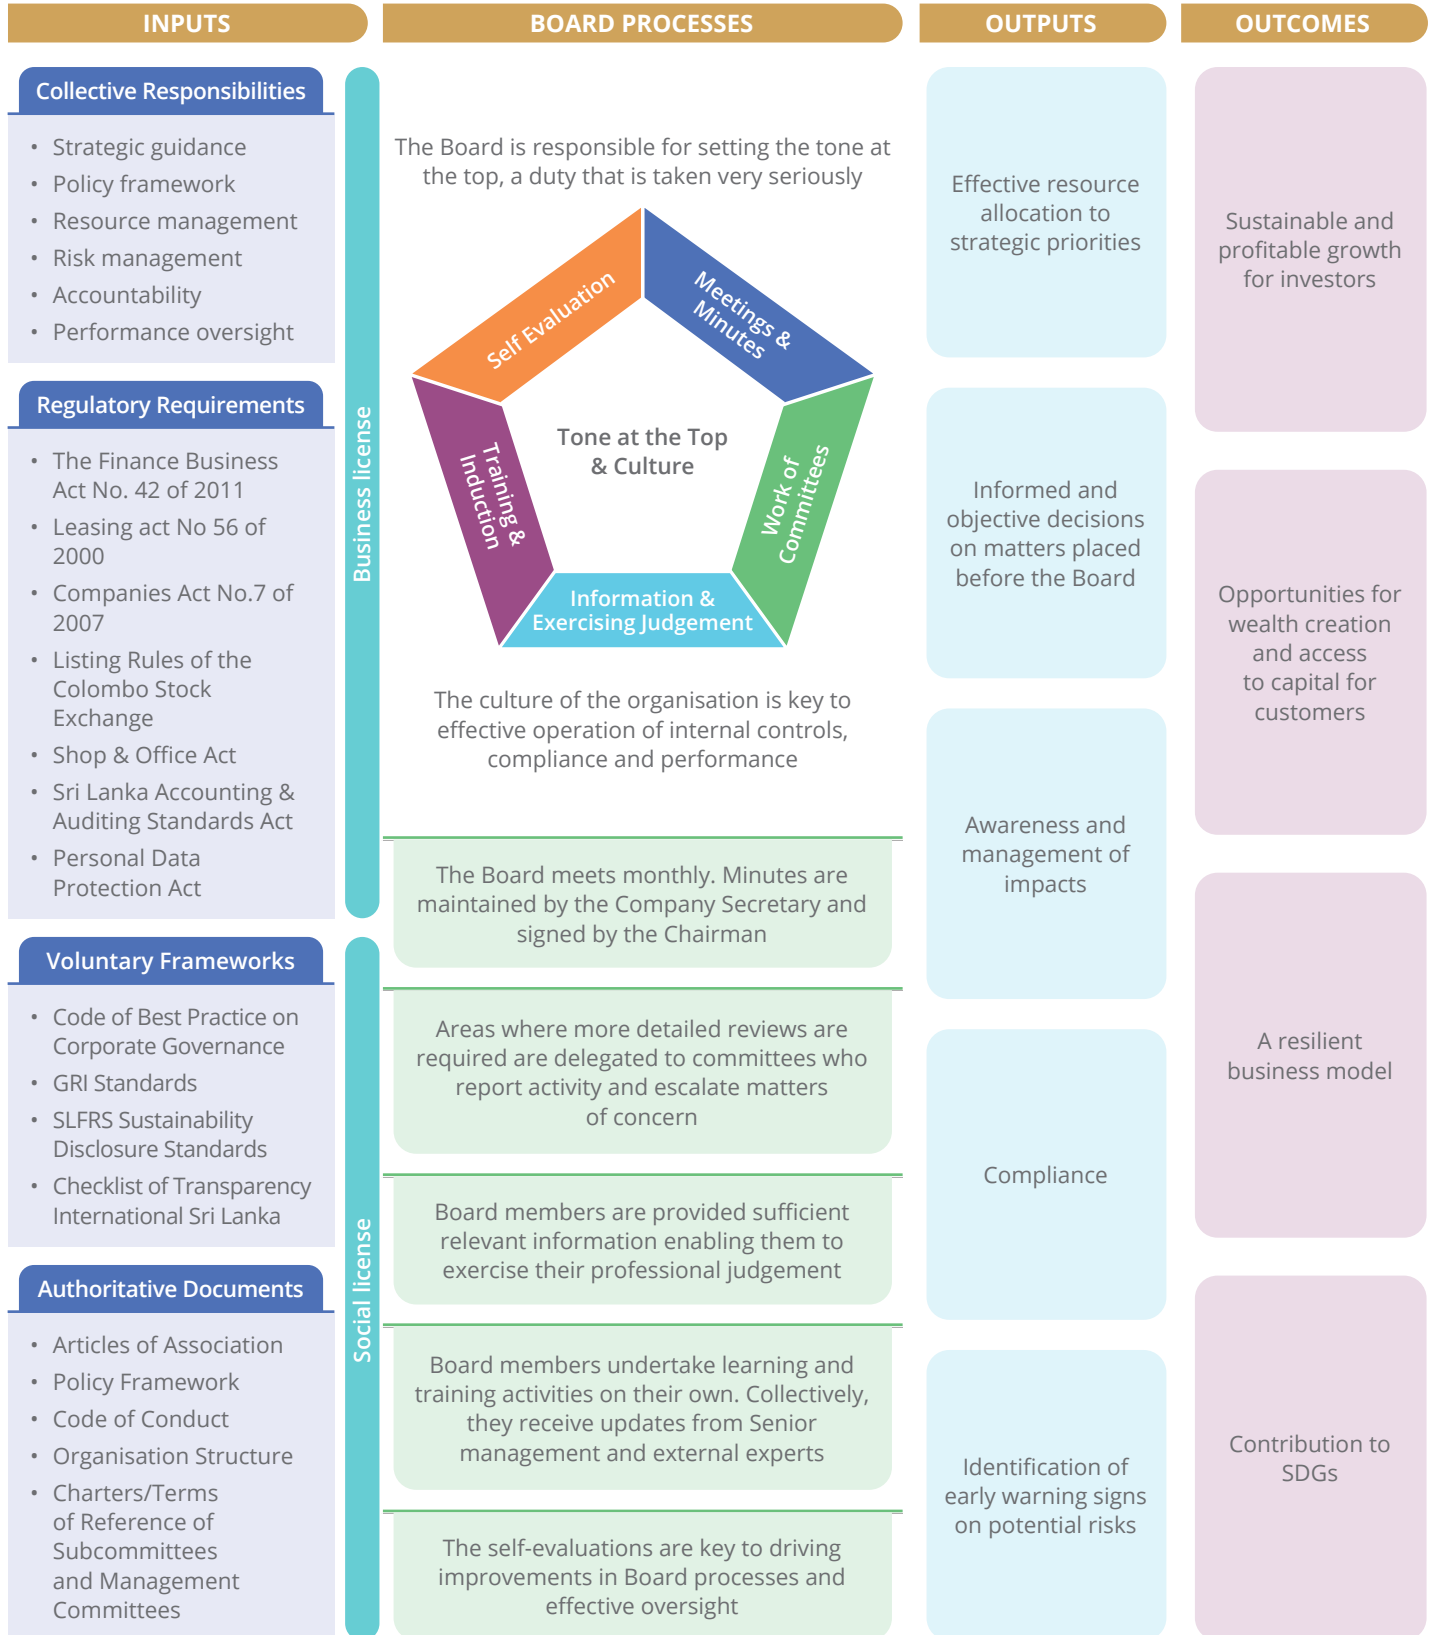 INPUTS
BOARD PROCESSES
OUTPUTS
OUTCOMES
Collective Responsibilities
• Strategic guidance
• Policy framework
• Resource management
• Risk management
• Accountability
• Performance oversight
Regulatory Requirements
• The Finance Business
Act No. 42 of 2011
• Leasing act No 56 of
2000
• Companies Act No.7 of
2007
• Listing Rules of the
Colombo Stock
Exchange
• Shop & Office Act
• Sri Lanka Accounting &
Auditing Standards Act
• Personal Data
Protection Act
Voluntary Frameworks
• Code of Best Practice on
Corporate Governance
• GRI Standards
• SLFRS Sustainability
Disclosure Standards
• Checklist of Transparency
International Sri Lanka
Authoritative Documents
• Articles of Association
• Policy Framework
• Code of Conduct
• Organisation Structure
• Charters/Terms
of Reference of
Subcommittees
and Management
Committees
Business license
Social license
The Board is responsible for setting the tone at
the top, a duty that is taken very seriously
Self Evaluation
Meetings &
Minutes
Training &
Induction
Tone at the Top
& Culture
Work of
Committees
Information &
Exercising Judgement
The culture of the organisation is key to
effective operation of internal controls,
compliance and performance
The Board meets monthly. Minutes are
maintained by the Company Secretary and
signed by the Chairman
Areas where more detailed reviews are
required are delegated to committees who
report activity and escalate matters
of concern
Board members are provided sufficient
relevant information enabling them to
exercise their professional judgement
Board members undertake learning and
training activities on their own. Collectively,
they receive updates from Senior
management and external experts
The self-evaluations are key to driving
improvements in Board processes and
effective oversight
Effective resource
allocation to
strategic priorities
Informed and
objective decisions
on matters placed
before the Board
Awareness and
management of
impacts
Compliance
Identification of
early warning signs
on potential risks
Sustainable and
profitable growth
for investors
Opportunities for
wealth creation
and access
to capital for
customers
A resilient
business model
Contribution to
SDGs